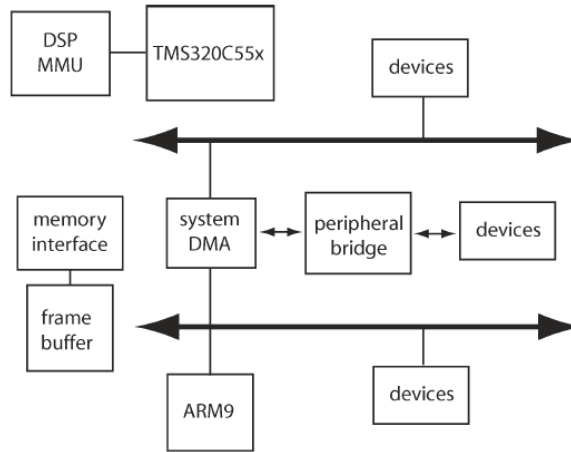 DSP
MMU
TMS320C55x
devices
memory
interface
system
DMA
peripheral
bridge
devices
frame
buffer
ARM9
devices